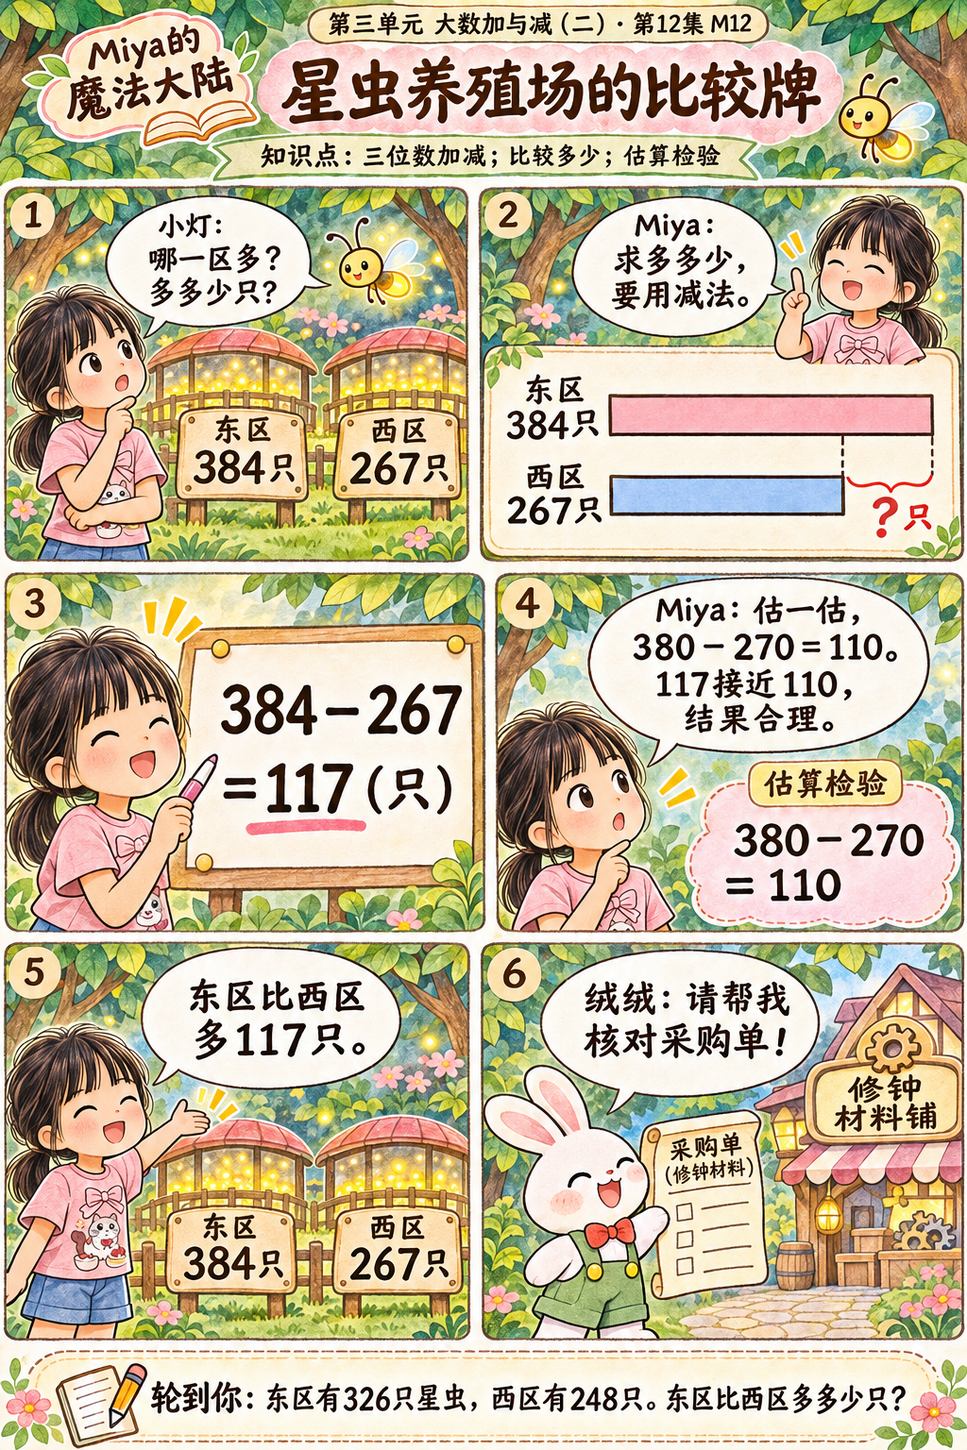 第三单元 大数加与减（二）· 第12集 M12
Miya的
魔法大陆
星虫养殖场的比较牌
知识点：三位数加减；比较多少；估算检验
1
小灯：
哪一区多？
多多少只？
东区
384只
西区
267只
2
Miya：
求多多少，
要用减法。
东区
384只
西区
267只
?只
3
384－267
=117（只）
4
Miya：估一估，
380－270=110。
117接近110，
结果合理。
估算检验
380－270
=110
5
东区比西区
多117只。
东区
384只
西区
267只
6
绒绒：请帮我
核对采购单！
采购单
(修钟材料)
修钟
材料铺
轮到你：东区有326只星虫，西区有248只。东区比西区多多少只？